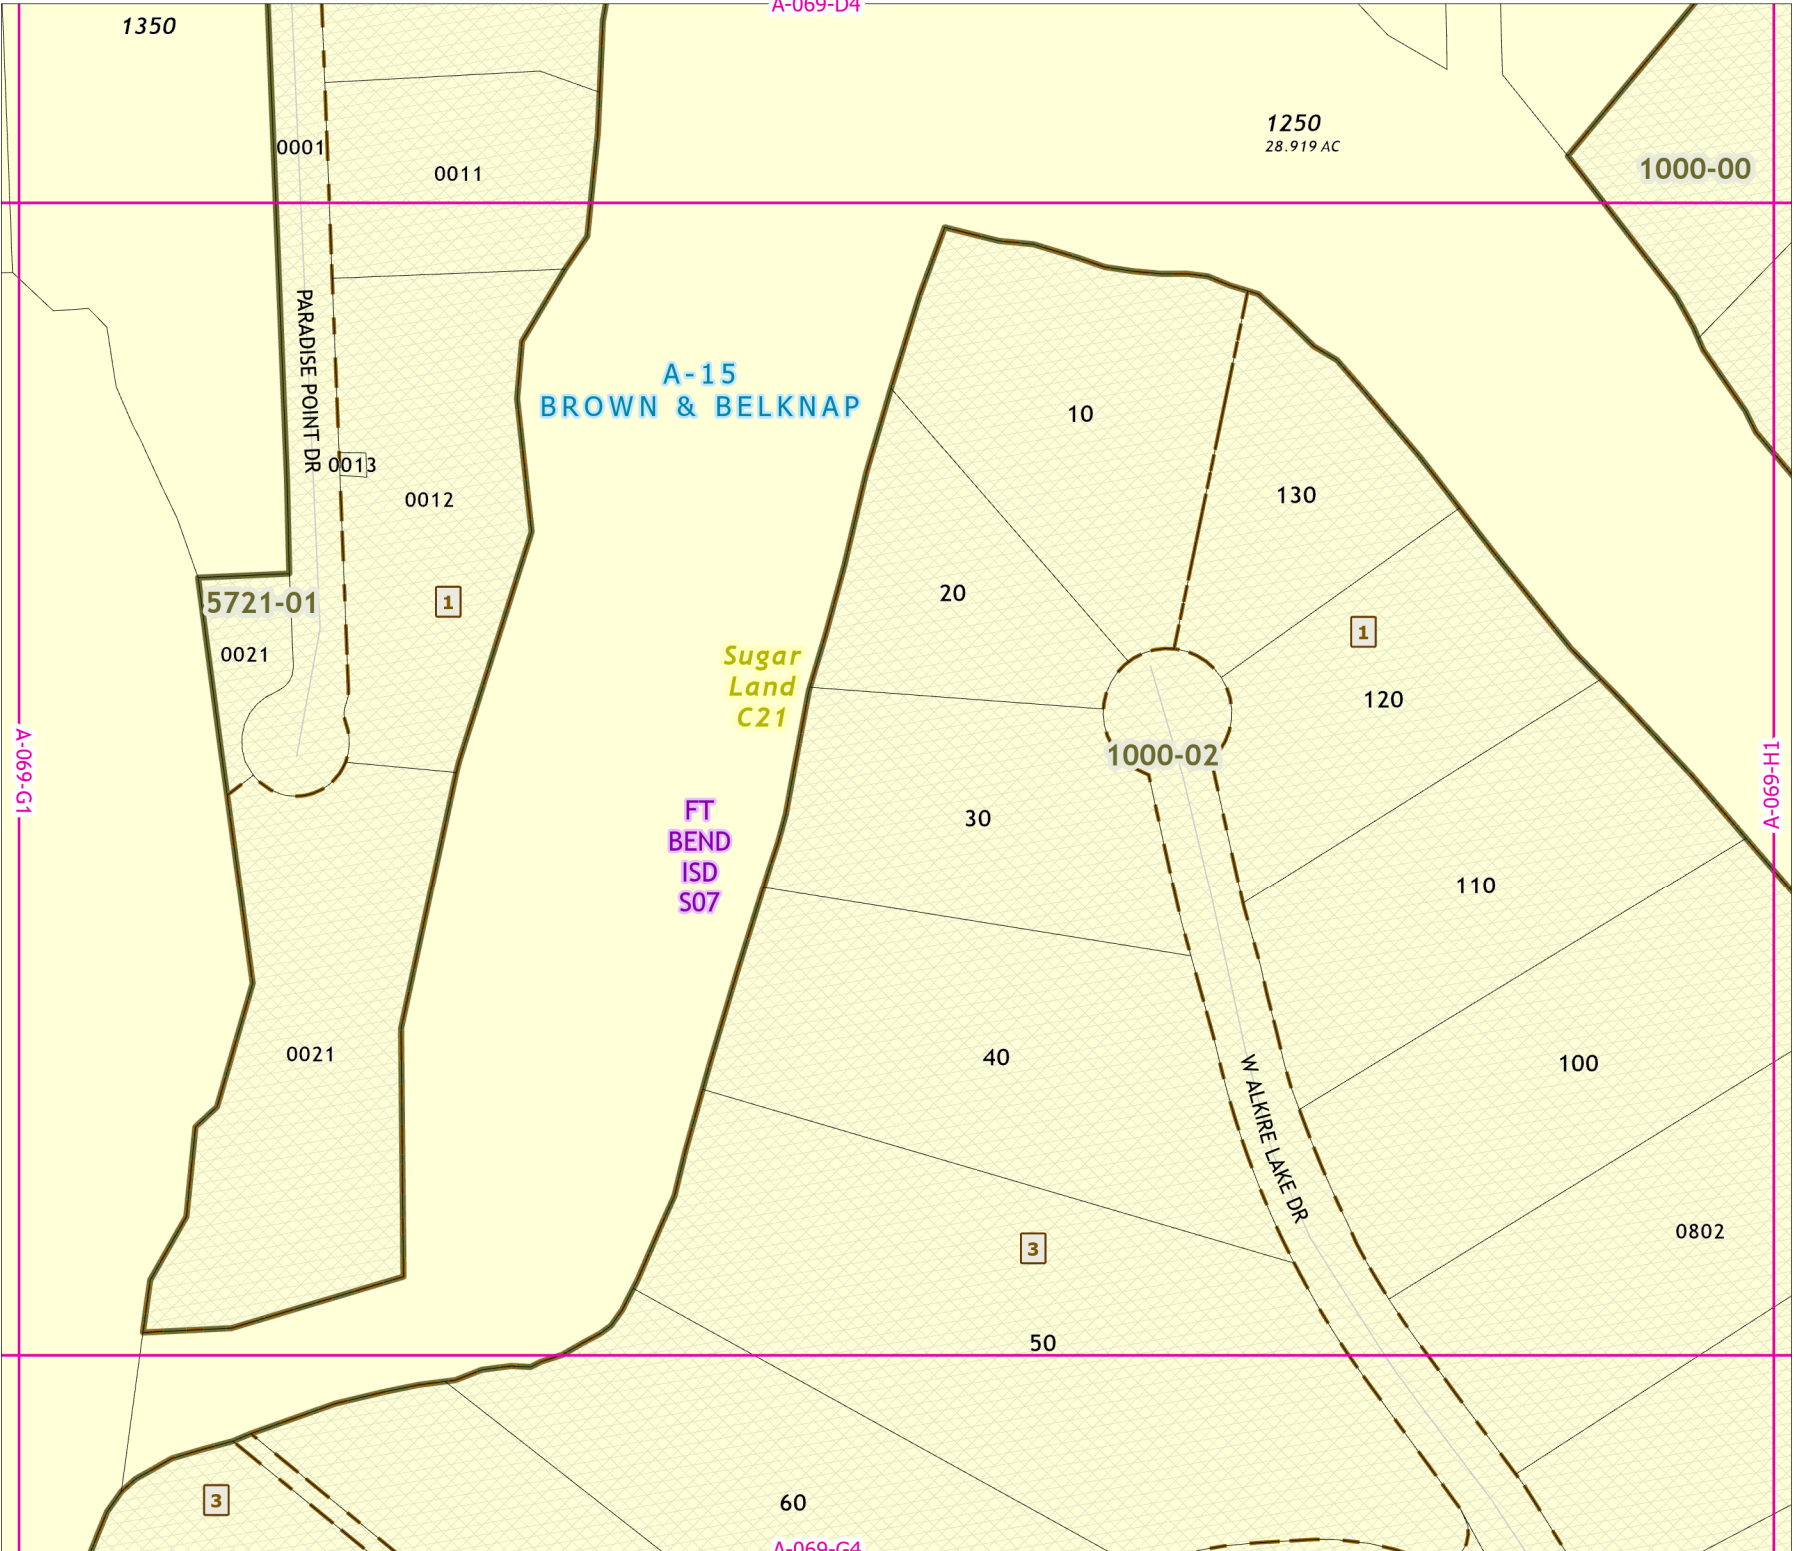 A-069-D4
1350
1250
28.919 AC
0001
0011
1000-00
PARADISE POINT DR
A-15
BROWN & BELKNAP
10
0013
0012
130
20
5721-01
1
1
0021
Sugar
Land
C21
120
A-069-G1
1000-02
A-069-H1
FT
BEND
ISD
S07
30
110
0021
40
100
W ALKIRE LAKE DR
0802
3
50
3
60
A-069-G4